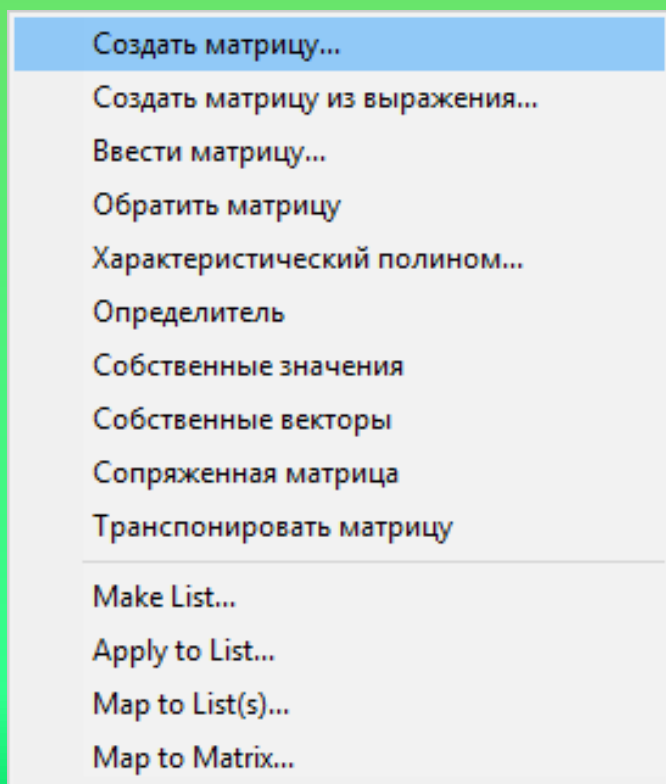 Создать матрицу...
Создать матрицу из выражения...
Ввести матрицу...
Обратить матрицу
Характеристический полином...
Определитель
Собственные значения
Собственные векторы
Сопряженная матрица
Транспонировать матрицу
Make List...
Apply to List...
Map to List(s)...
Map to Matrix...